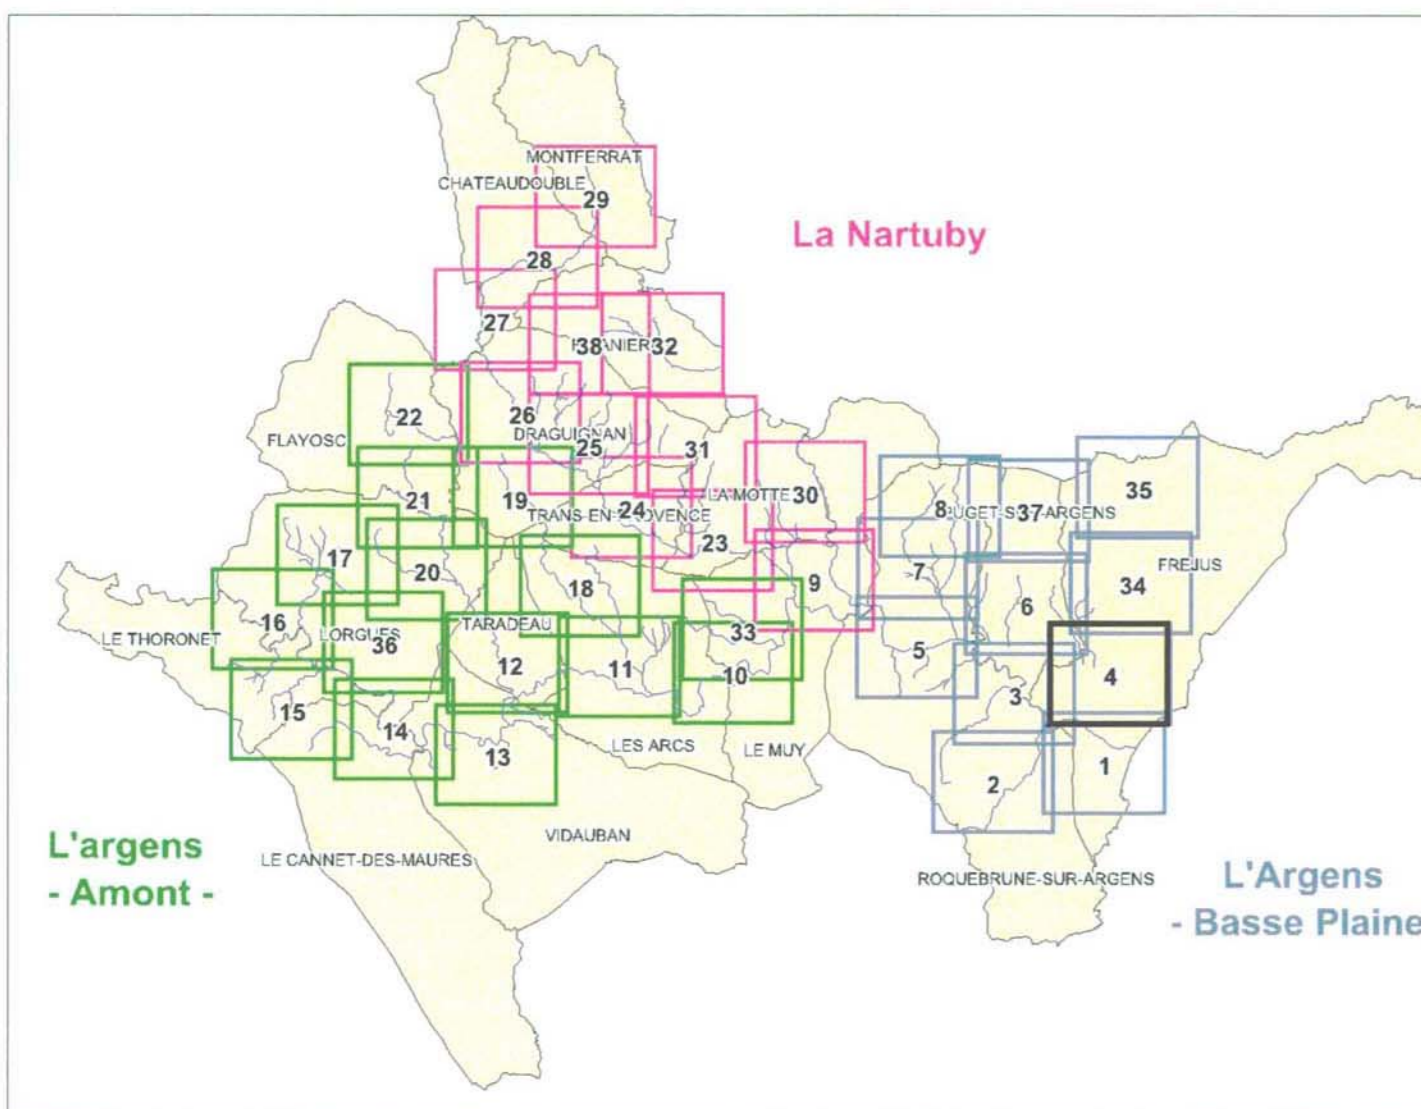 MONTFERRAT
CHATEAUDOUBLE
29
La Nartuby
28
27
38
32
22
26
FLAYOSC
DRAGUIGNAN
25
31
35
21
19
LA MOTTE
30
8
37
24
TRANS-EN-PROVENCE
23
17
20
18
9
7
34
FREJUS
6
16
LE THORONET
LORGUES
36
TARADEAU
33
12
11
10
5
4
3
15
14
13
LES ARCS
LE MUY
2
1
VIDAUBAN
L'argens
- Amont -
LE CANNET-DES-MAURES
ROQUEBRUNE-SUR-ARGENS
L'Argens
- Basse Plaine